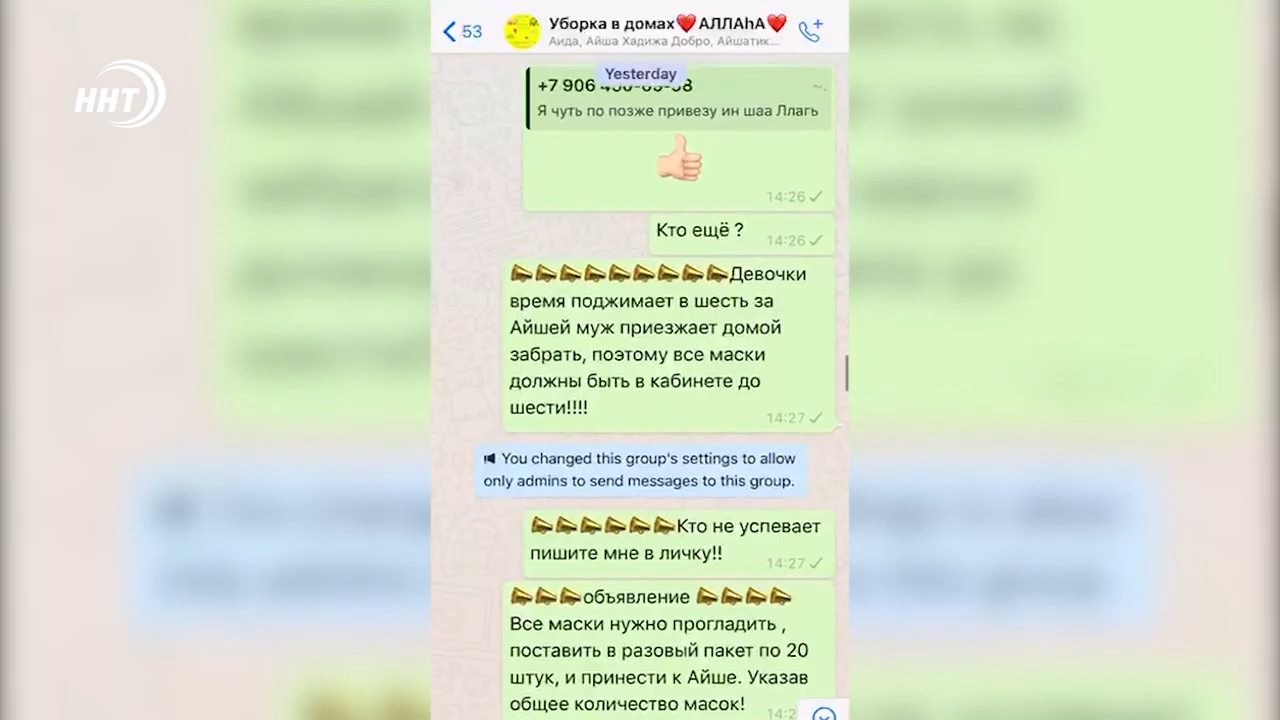 ННТ
53
Уборка в домах❤️АЛЛАhА❤️
Аида, Айша Хадижа Добро, Айшатик...
Yesterday
+7 906
~.
Я чуть по позже привезу ин шаа Ллагь
👍🏻
14:26
Кто ещё ?
14:26
📣📣📣📣📣📣📣📣📣Девочки
время поджимает в шесть за
Айшей муж приезжает домой
забрать, поэтому все маски
должны быть в кабинете до
шести!!!!
14:27
You changed this group's settings to allow
only admins to send messages to this group.
📣📣📣📣📣📣Кто не успевает
пишите мне в личку!!
14:27
📣📣📣объявление 📣📣📣📣
Все маски нужно прогладить ,
поставить в разовый пакет по 20
штук, и принести к Айше. Указав
общее количество масок!